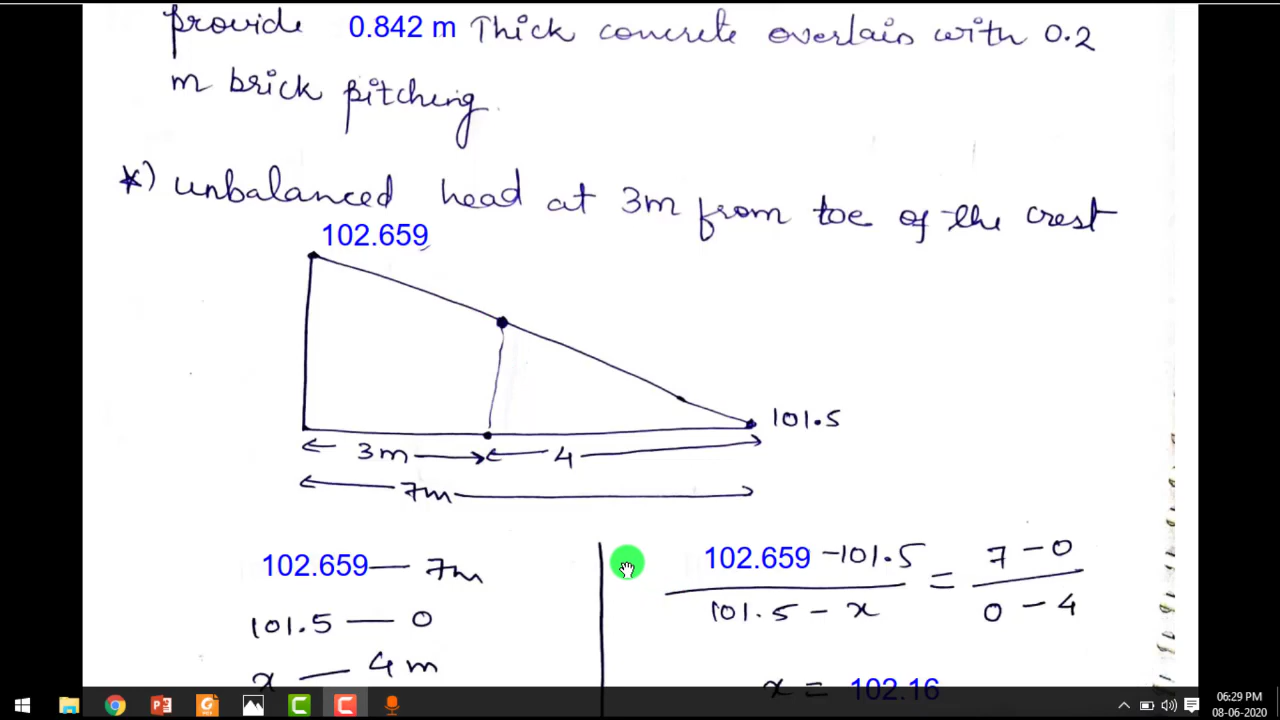 provide 0.842 m Thick concrete overlain with 0.2
m brick pitching.
*) unbalanced head at 3m from toe of the crest
102.659
101.5
3m 4
7m
102.659 — 7m
101.5 — 0
x — 4m
102.659 - 101.5 = 7 - 0
101.5 - x 0 - 4
x = 102.16
06:29 PM
08-06-2020